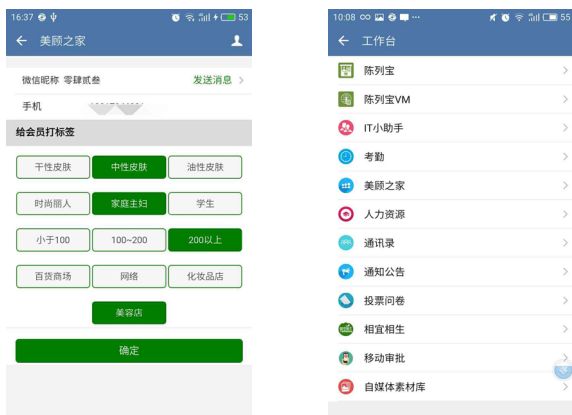 16:37
53
美顾之家
微信昵称 零肆贰叁
发送消息
手机
给会员打标签
干性皮肤
中性皮肤
油性皮肤
时尚丽人
家庭主妇
学生
小于100
100~200
200以上
百货商场
网络
化妆品店
美容店
确定
10:08
55
工作台
陈列宝
陈列宝VM
IT小助手
考勤
美顾之家
人力资源
通讯录
通知公告
投票问卷
相宜相生
移动审批
自媒体素材库